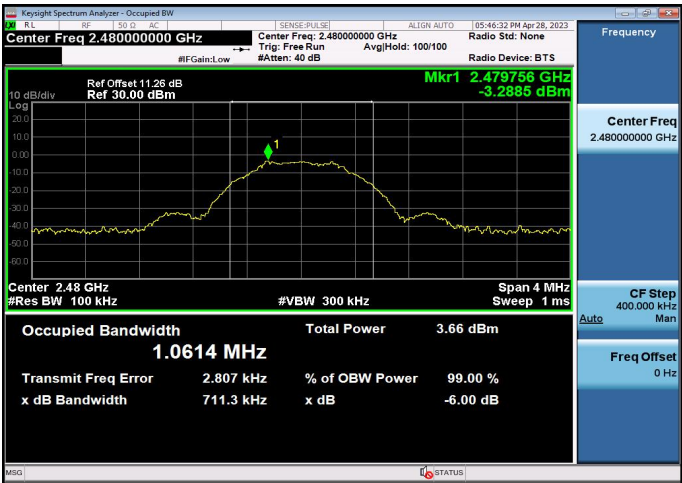 Keysight Spectrum Analyzer - Occupied BW
RL RF 50 Ω AC SENSE:PULSE ALIGN AUTO 05:46:32 PM Apr 28, 2023
Center Freq 2.480000000 GHz
Center Freq: 2.480000000 GHz Radio Std: None
Trig: Free Run Avg|Hold: 100/100
#IFGain:Low #Atten: 40 dB Radio Device: BTS
Mkr1 2.479756 GHz
-3.2885 dBm
Ref Offset 11.26 dB
10 dB/div Ref 30.00 dBm
Log
20.0
10.0
0.00
-10.0
-20.0
-30.0
-40.0
-50.0
-60.0
1
Center 2.48 GHz Span 4 MHz
#Res BW 100 kHz #VBW 300 kHz Sweep 1 ms
Occupied Bandwidth Total Power 3.66 dBm
1.0614 MHz
Transmit Freq Error 2.807 kHz % of OBW Power 99.00 %
x dB Bandwidth 711.3 kHz x dB -6.00 dB
MSG STATUS
Frequency
Center Freq
2.480000000 GHz
CF Step
400.000 kHz
Auto Man
Freq Offset
0 Hz